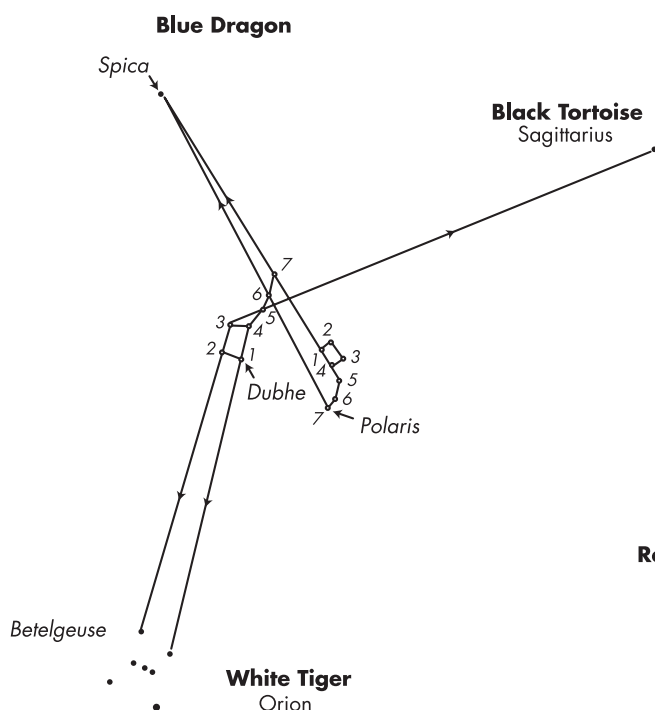 Blue Dragon
Spica
Black Tortoise
Sagittarius
7
6
5
3
4
2
1
Dubhe
2
1
3
4
5
6
7
Polaris
Betelgeuse
White Tiger
Orion